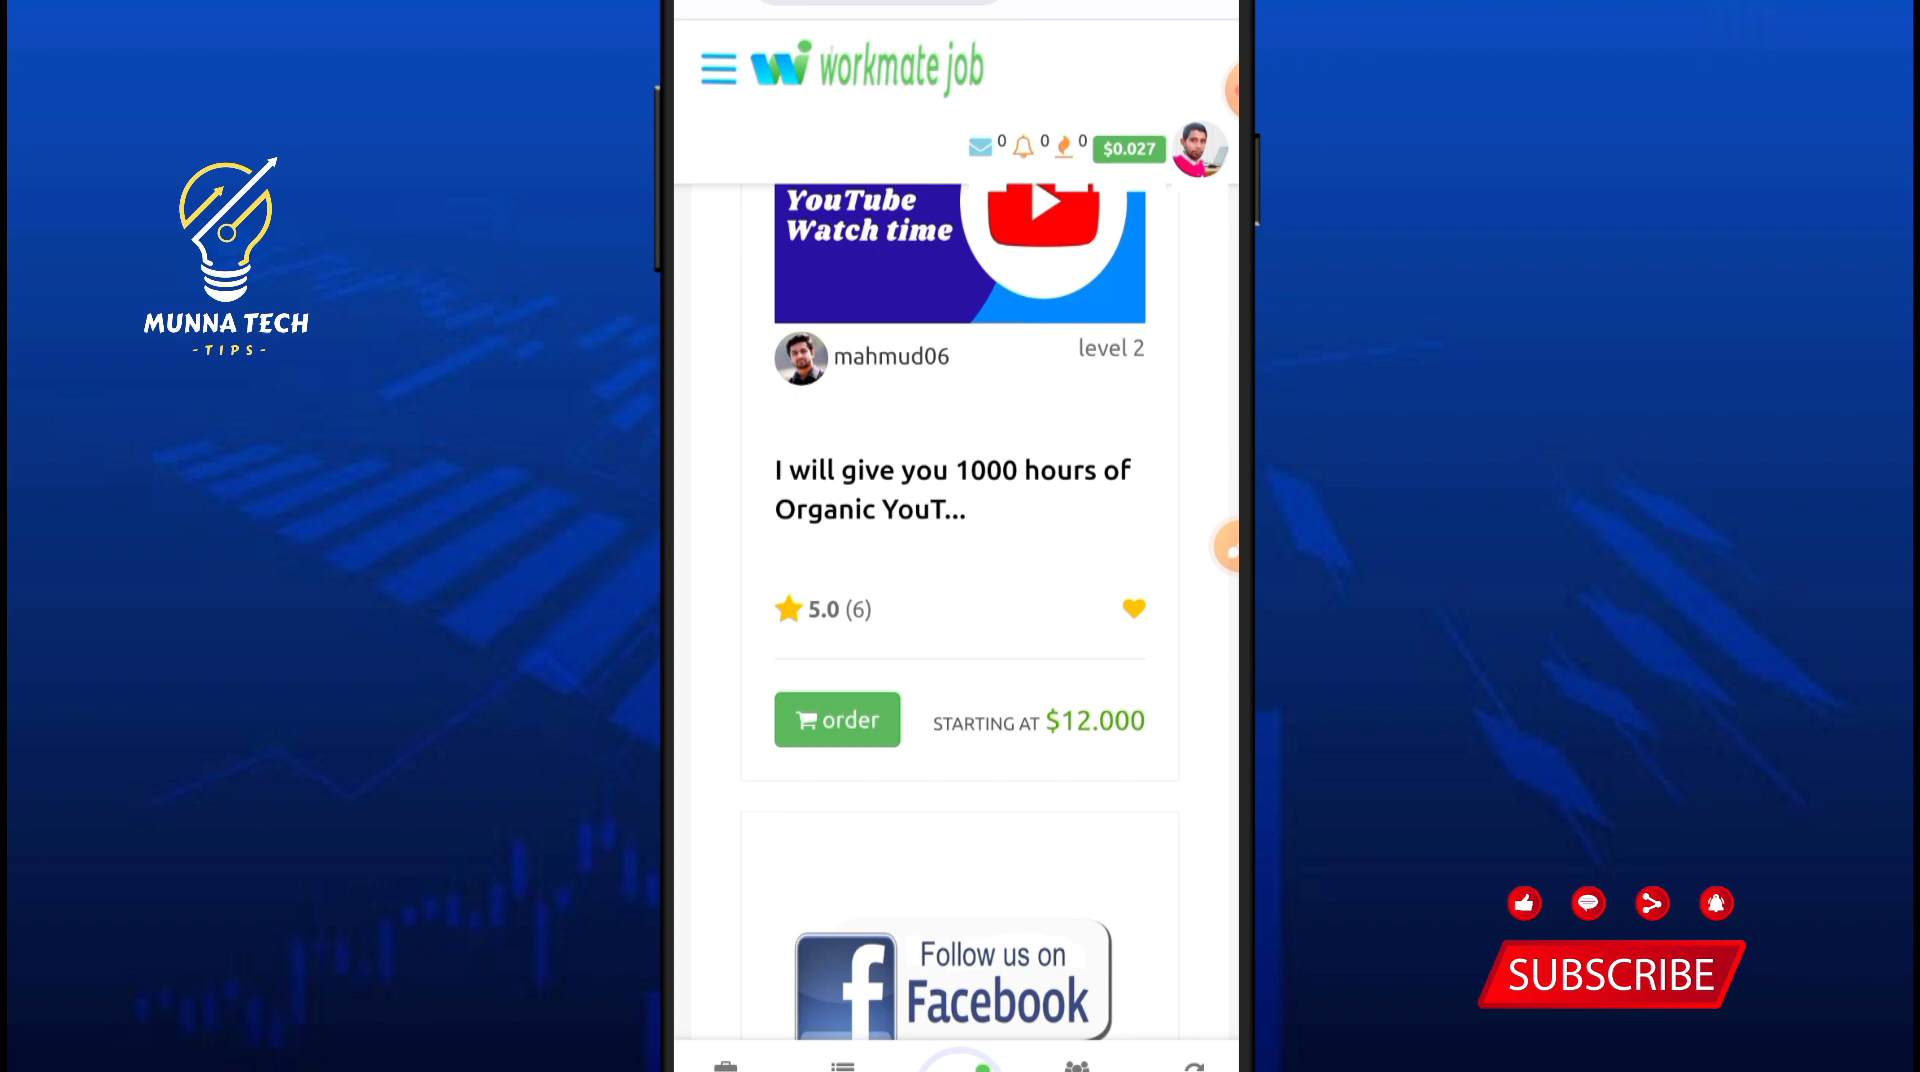 workmate job
0 0 0 $0.027
YouTube
Watch time
mahmud06
level 2
I will give you 1000 hours of
Organic YouT...
5.0 (6)
order
STARTING AT $12.000
Follow us on
Facebook
MUNNA TECH
- TIPS -
SUBSCRIBE